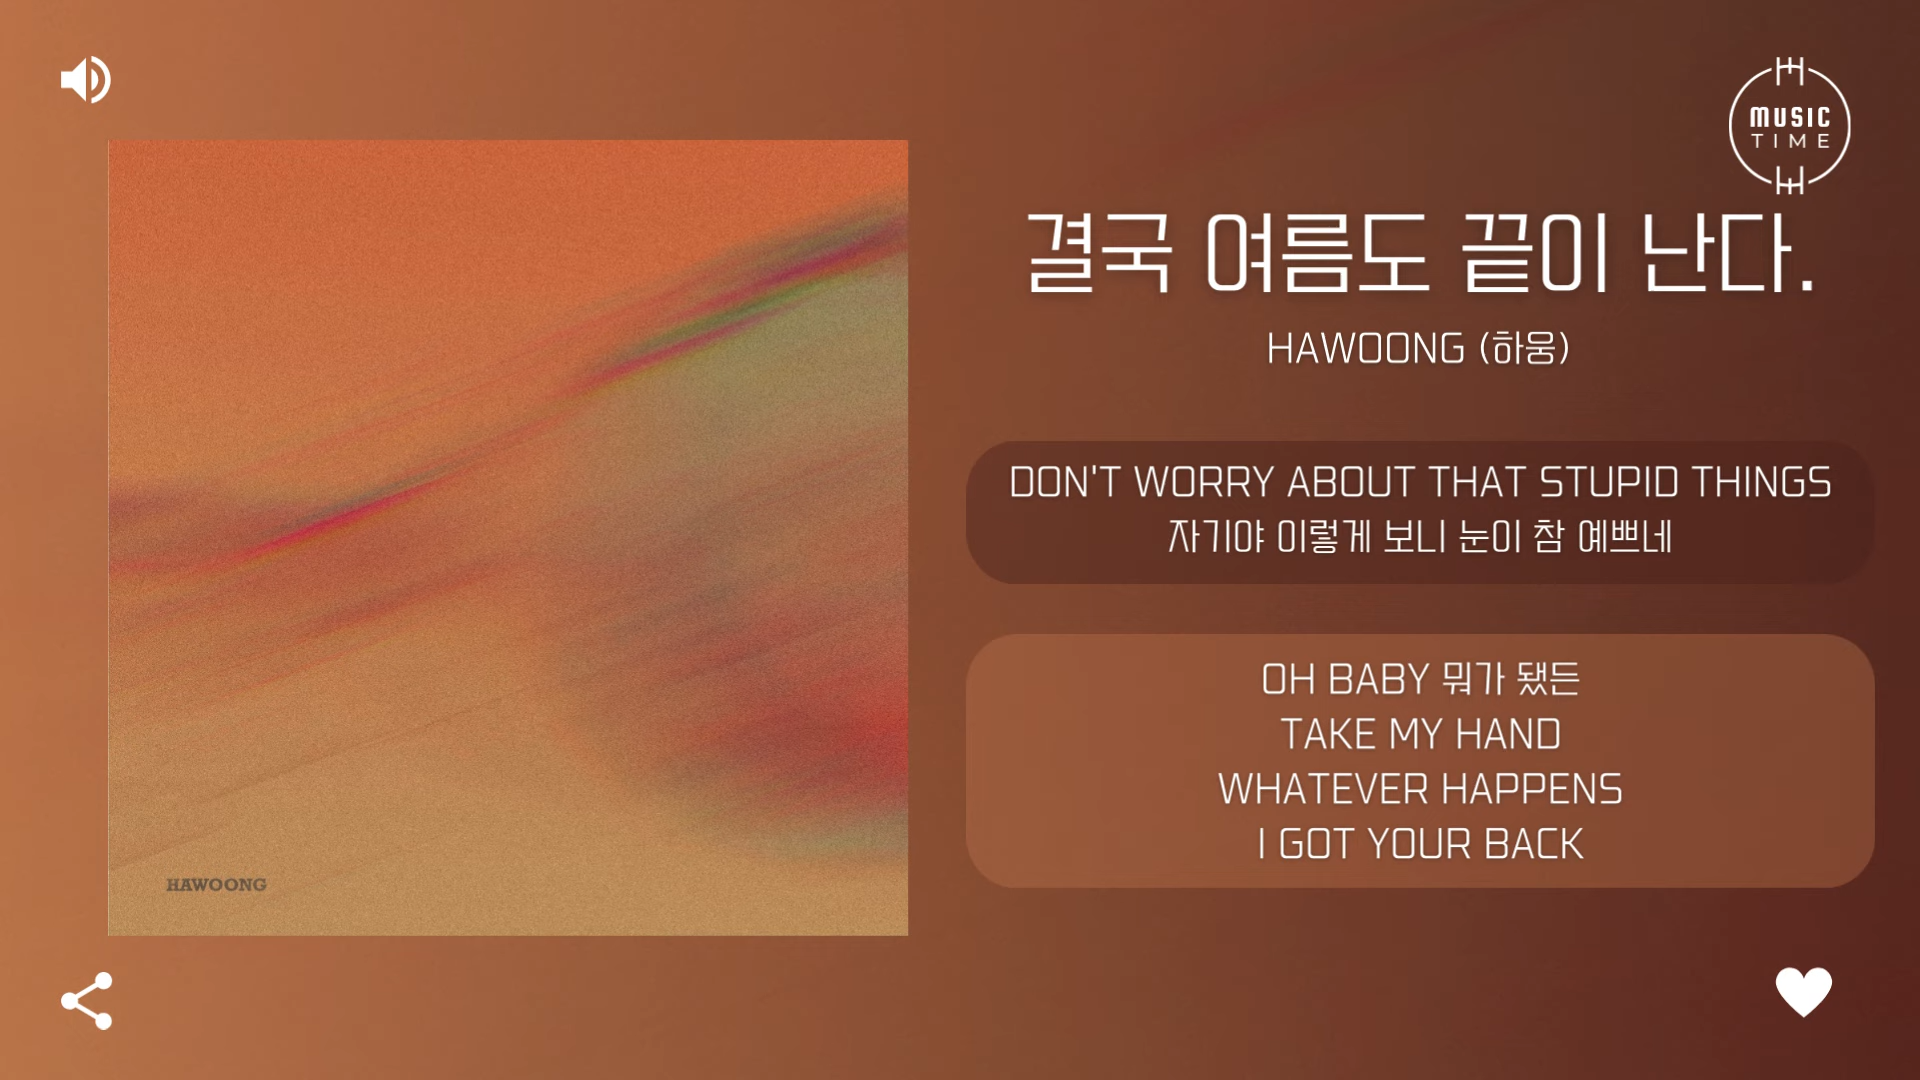 MUSIC
TIME
결국 여름도 끝이 난다.
HAWOONG (하웅)
DON'T WORRY ABOUT THAT STUPID THINGS
자기야 이렇게 보니 눈이 참 예쁘네
OH BABY 뭐가 됐든
TAKE MY HAND
WHATEVER HAPPENS
I GOT YOUR BACK
HAWOONG